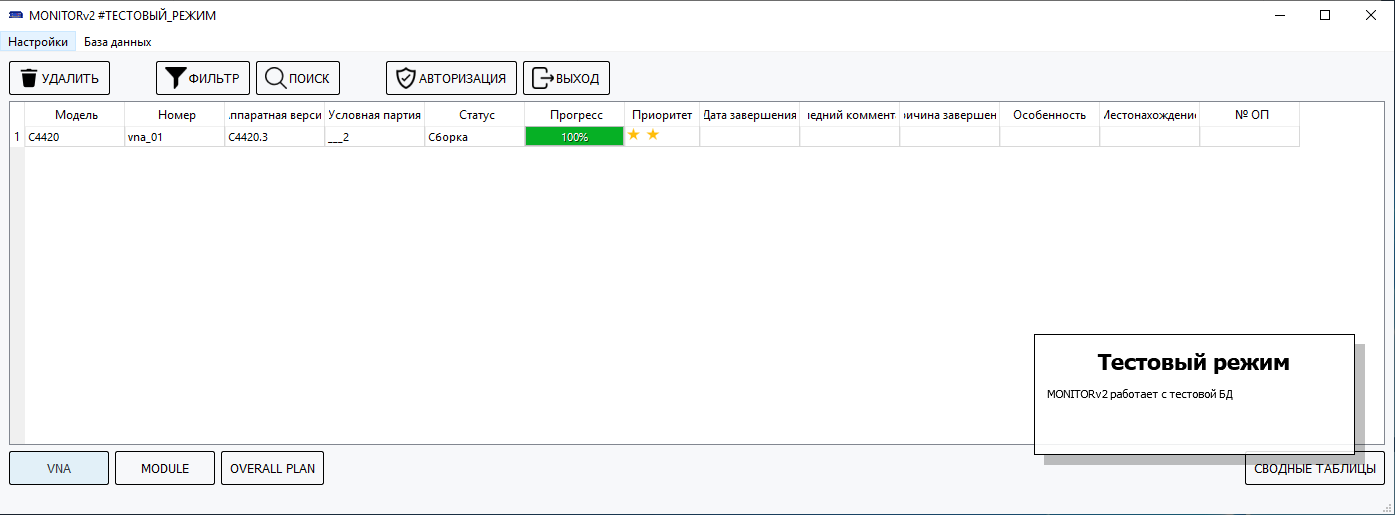 MONITORv2 #ТЕСТОВЫЙ_РЕЖИМ
Настройки База данных
УДАЛИТЬ ФИЛЬТР ПОИСК АВТОРИЗАЦИЯ ВЫХОД
Модель Номер ппаратная верси Условная партия Статус Прогресс Приоритет Дата завершения едний коммент ичина завершен Особенность Местонахождени № ОП
1 C4420 vna_01 C4420.3 ___2 Сборка 100%
Тестовый режим
MONITORv2 работает с тестовой БД
VNA MODULE OVERALL PLAN СВОДНЫЕ ТАБЛИЦЫ